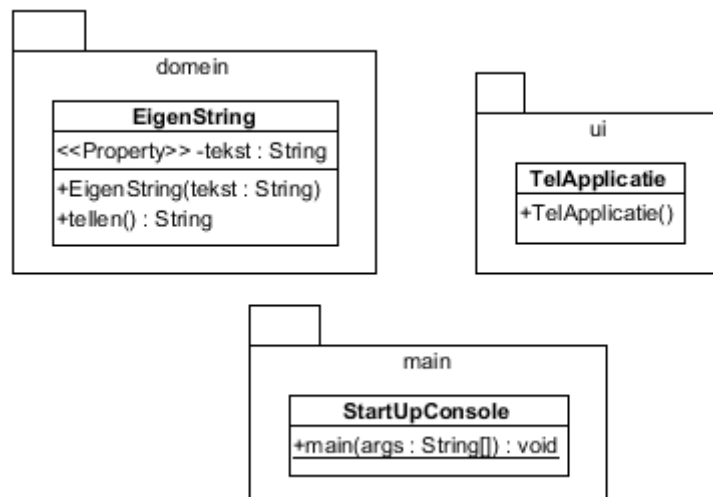 domein
EigenString
<<Property>> -tekst : String
+EigenString(tekst : String)
+tellen() : String
ui
TelApplicatie
+TelApplicatie()
main
StartUpConsole
+main(args : String[]) : void